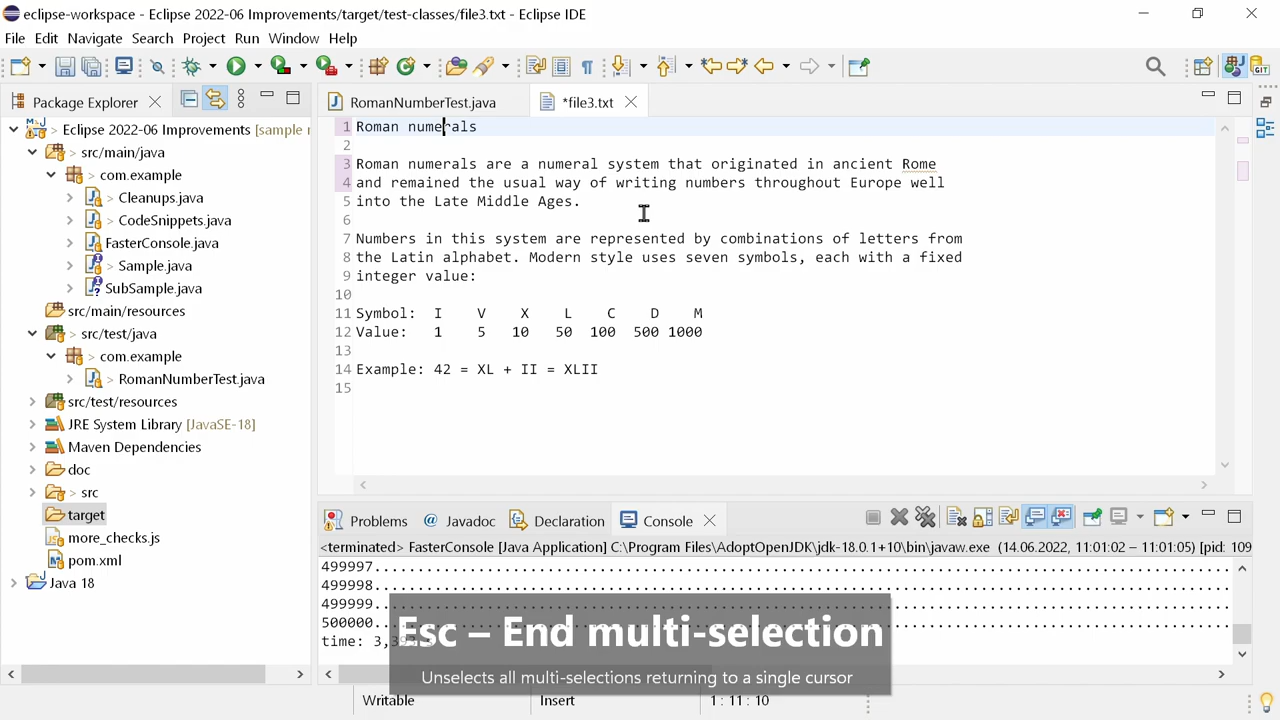 eclipse-workspace - Eclipse 2022-06 Improvements/target/test-classes/file3.txt - Eclipse IDE
File Edit Navigate Search Project Run Window Help
Package Explorer
RomanNumberTest.java
*file3.txt
Eclipse 2022-06 Improvements [sample
src/main/java
com.example
Cleanups.java
CodeSnippets.java
FasterConsole.java
Sample.java
SubSample.java
src/main/resources
src/test/java
com.example
RomanNumberTest.java
src/test/resources
JRE System Library [JavaSE-18]
Maven Dependencies
doc
src
target
more_checks.js
pom.xml
Java 18
1 Roman numerals
2
3 Roman numerals are a numeral system that originated in ancient Rome
4 and remained the usual way of writing numbers throughout Europe well
5 into the Late Middle Ages.
6
7 Numbers in this system are represented by combinations of letters from
8 the Latin alphabet. Modern style uses seven symbols, each with a fixed
9 integer value:
10
11 Symbol: I V X L C D M
12 Value: 1 5 10 50 100 500 1000
13
14 Example: 42 = XL + II = XLII
15
Problems Javadoc Declaration Console
<terminated> FasterConsole [Java Application] C:\Program Files\AdoptOpenJDK\jdk-18.0.1+10\bin\javaw.exe (14.06.2022, 11:01:02 – 11:01:05) [pid: 109
499997...
499998...
499999...
500000...
time: 3,
Esc – End multi-selection
Unselects all multi-selections returning to a single cursor
Writable Insert 1 : 11 : 10